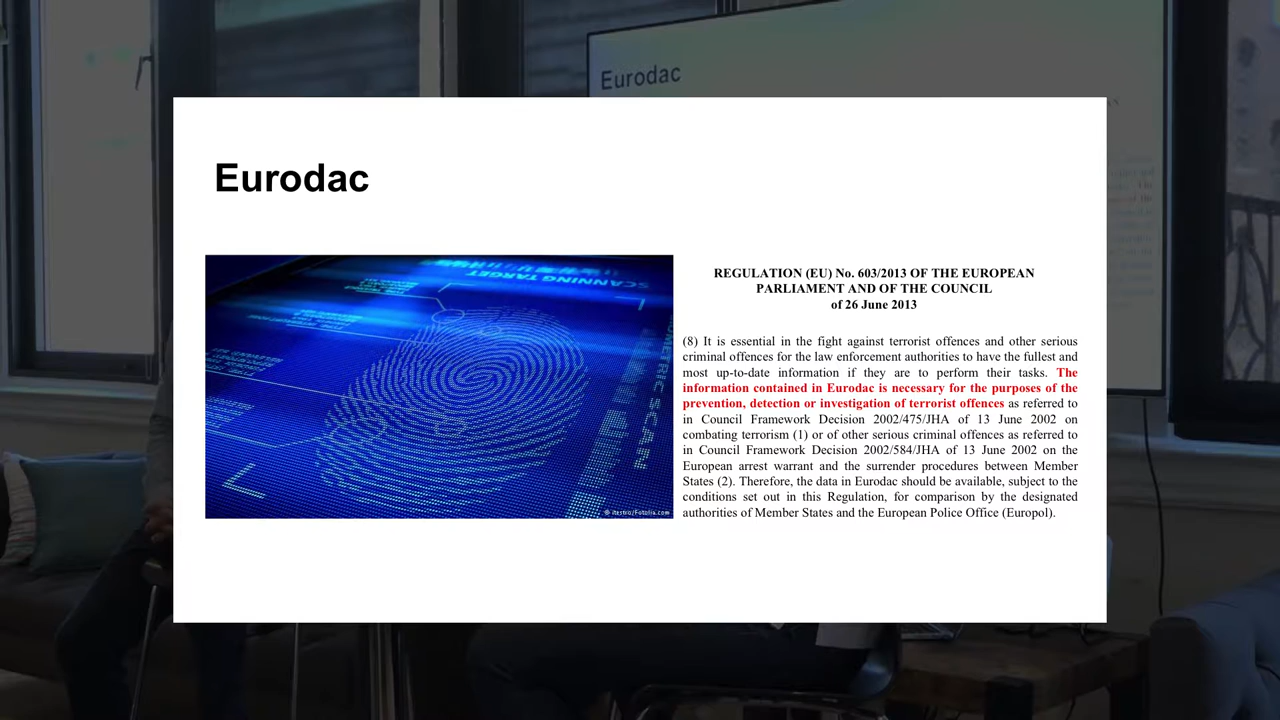 Eurodac
Eurodac
SCANNING TARGET
REGULATION (EU) No. 603/2013 OF THE EUROPEAN
PARLIAMENT AND OF THE COUNCIL
of 26 June 2013
(8) It is essential in the fight against terrorist offences and other serious
criminal offences for the law enforcement authorities to have the fullest and
most up-to-date information if they are to perform their tasks. The
information contained in Eurodac is necessary for the purposes of the
prevention, detection or investigation of terrorist offences as referred to
in Council Framework Decision 2002/475/JHA of 13 June 2002 on
combating terrorism (1) or of other serious criminal offences as referred to
in Council Framework Decision 2002/584/JHA of 13 June 2002 on the
European arrest warrant and the surrender procedures between Member
States (2). Therefore, the data in Eurodac should be available, subject to the
conditions set out in this Regulation, for comparison by the designated
authorities of Member States and the European Police Office (Europol).
METRIC SCAN
© itestro/Fotolia.com